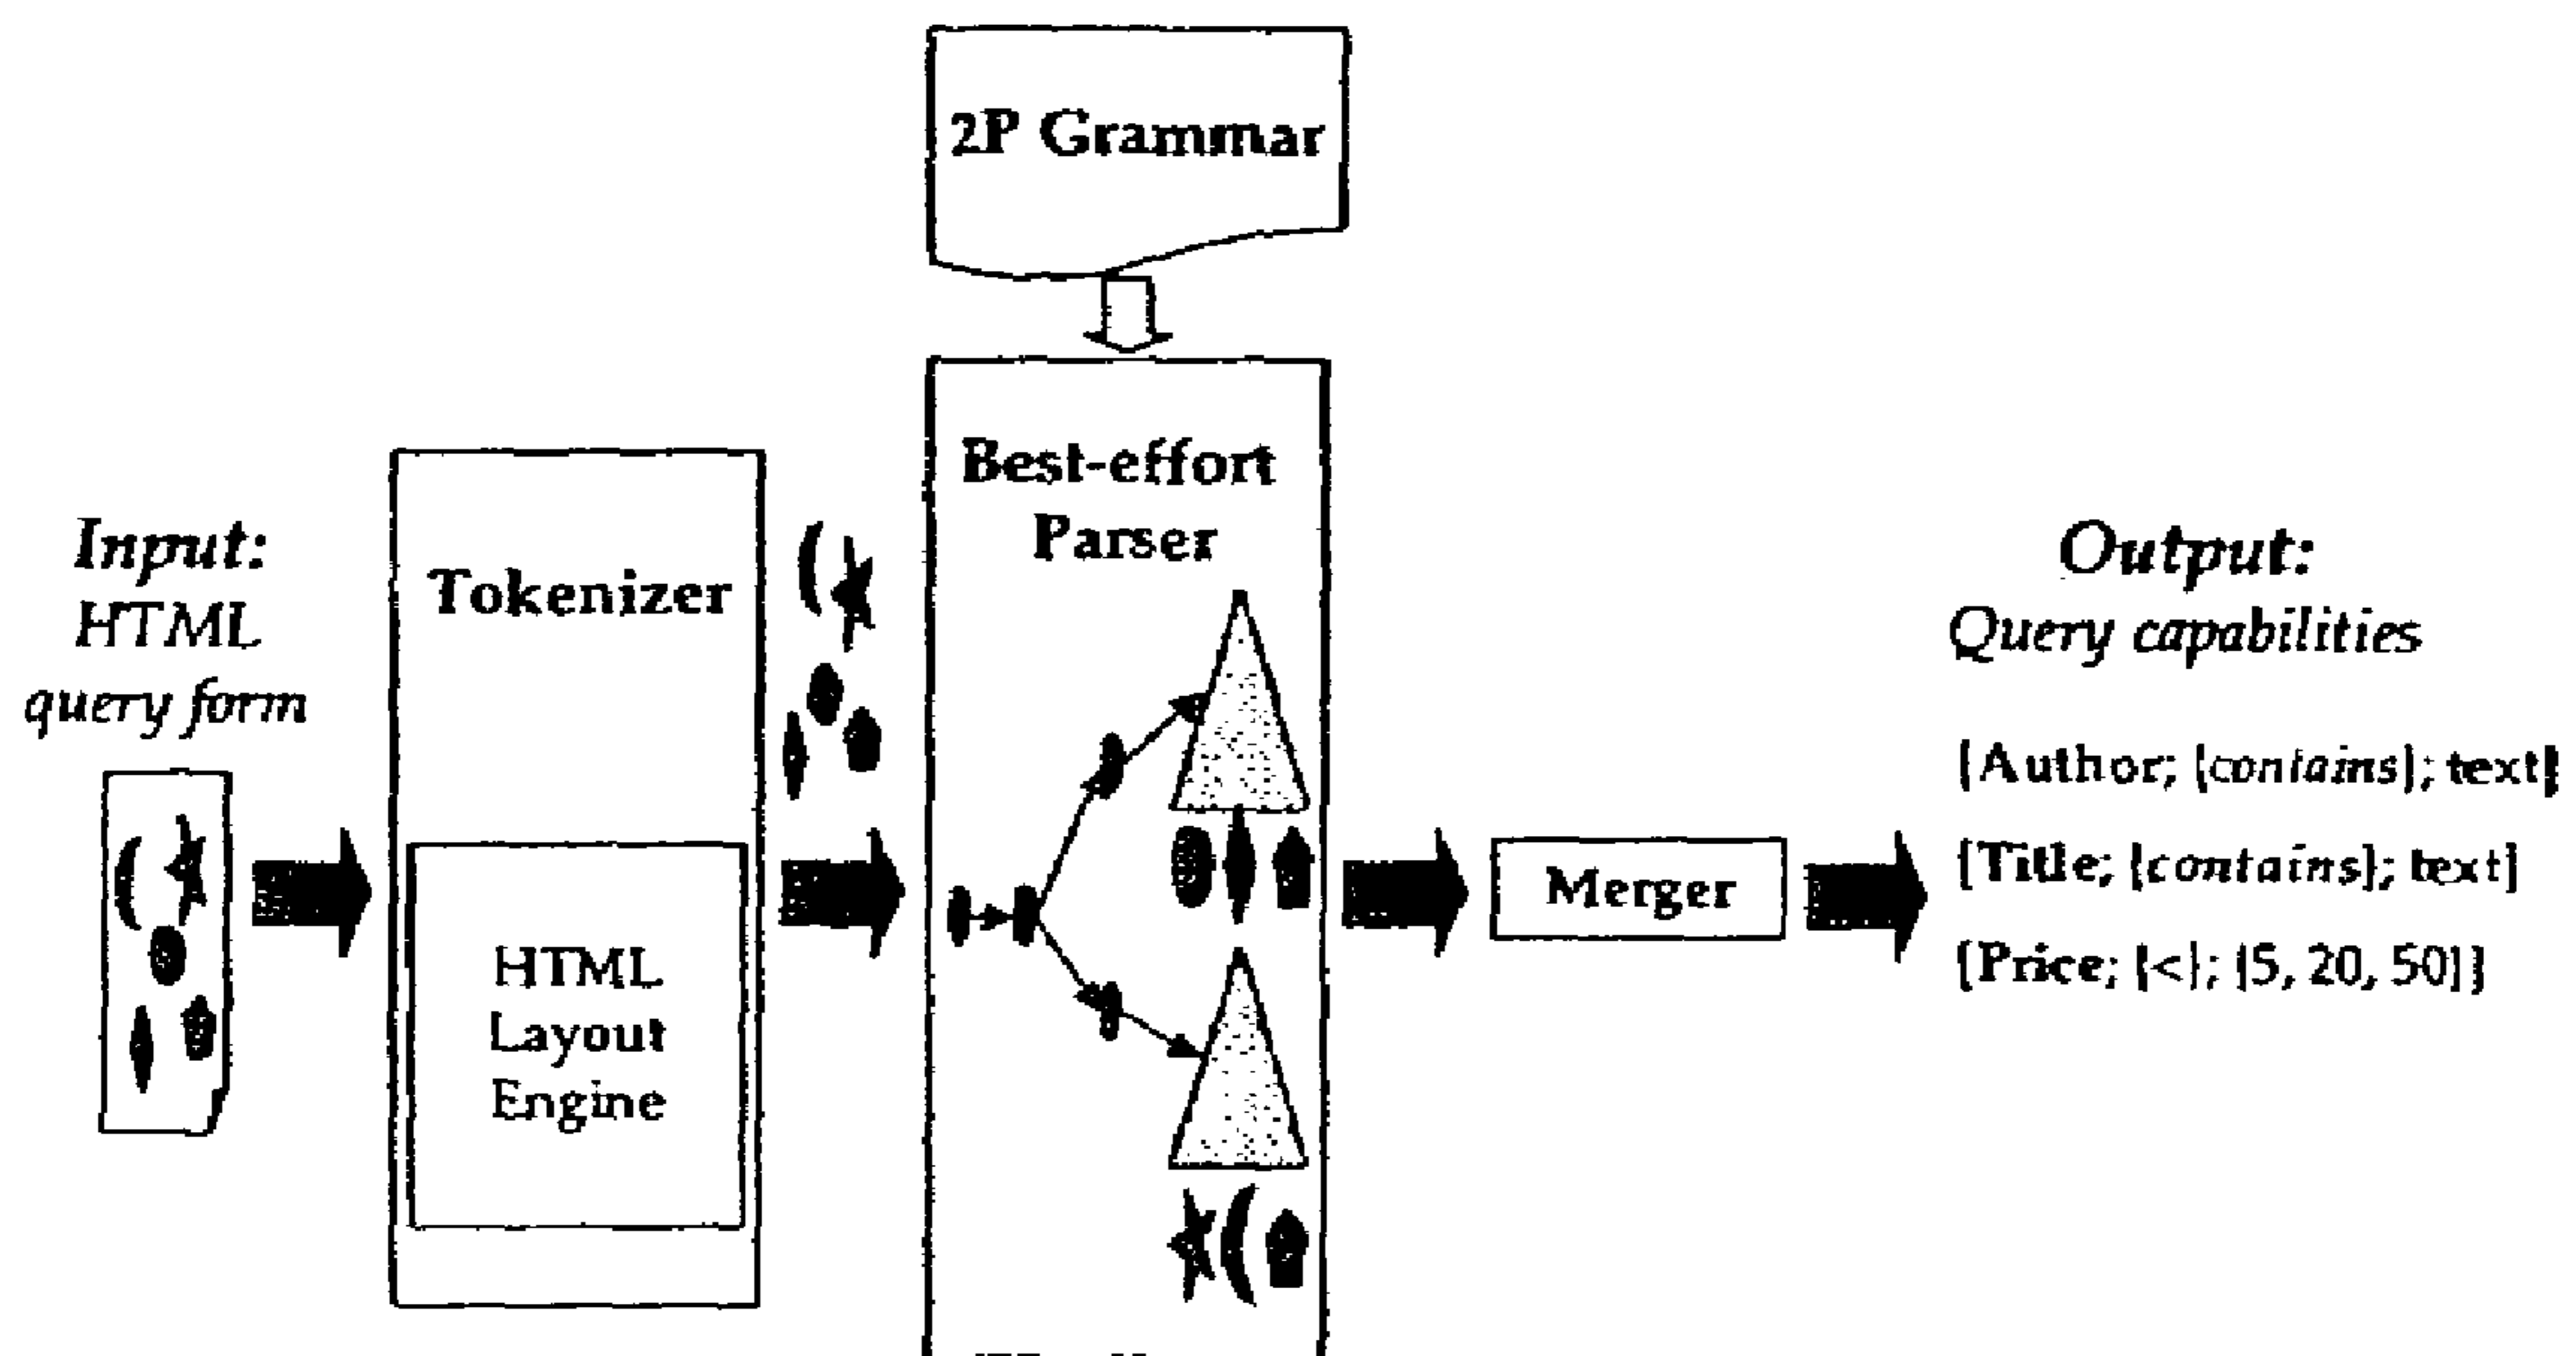 2P Grammar
Best-effort
Parser
Input:
HTML
query form
Tokenizer
HTML
Layout
Engine
Merger
Output:
Query capabilities
[Author; {contains}; text]
[Title; {contains}; text]
[Price; {<}; {5, 20, 50}]